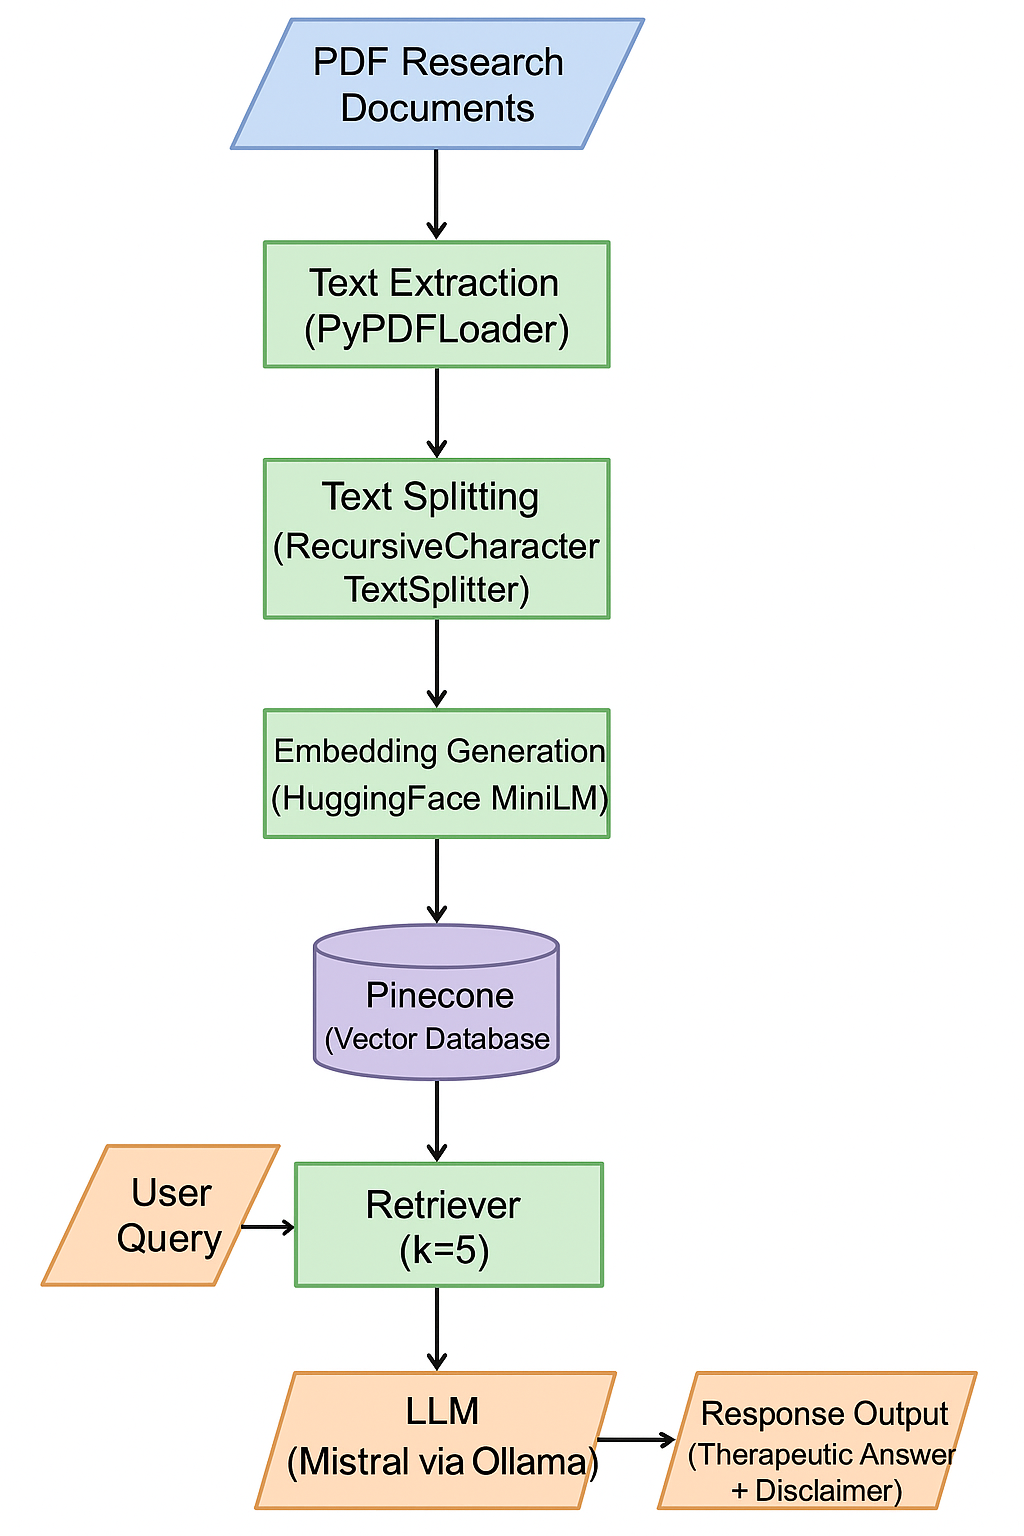 PDF Research
Documents
Text Extraction
(PyPDFLoader)
Text Splitting
(RecursiveCharacter
TextSplitter)
Embedding Generation
(HuggingFace MiniLM)
Pinecone
(Vector Database
User
Query
Retriever
(k=5)
LLM
(Mistral via Ollama)
Response Output
(Therapeutic Answer
+ Disclaimer)